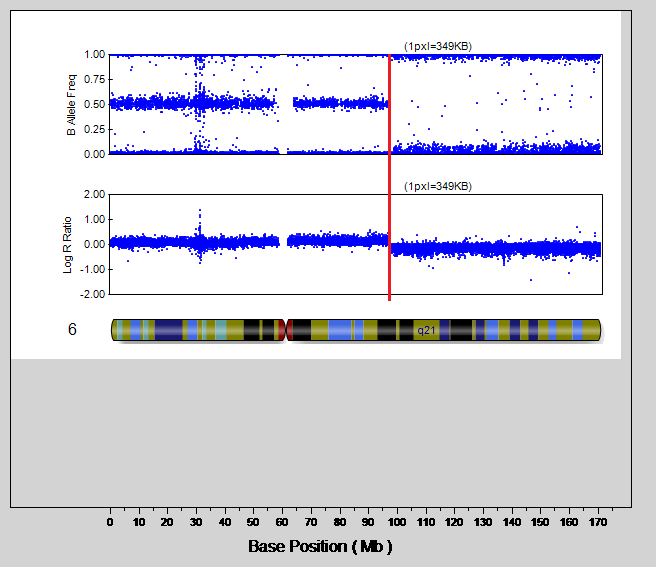 (1pxl=349KB)
1.00
0.75
0.50
0.25
0.00
B Allele Freq
(1pxl=349KB)
2.00
1.00
0.00
-1.00
-2.00
Log R Ratio
6
q21
0 10 20 30 40 50 60 70 80 90 100 110 120 130 140 150 160 170
Base Position ( Mb )